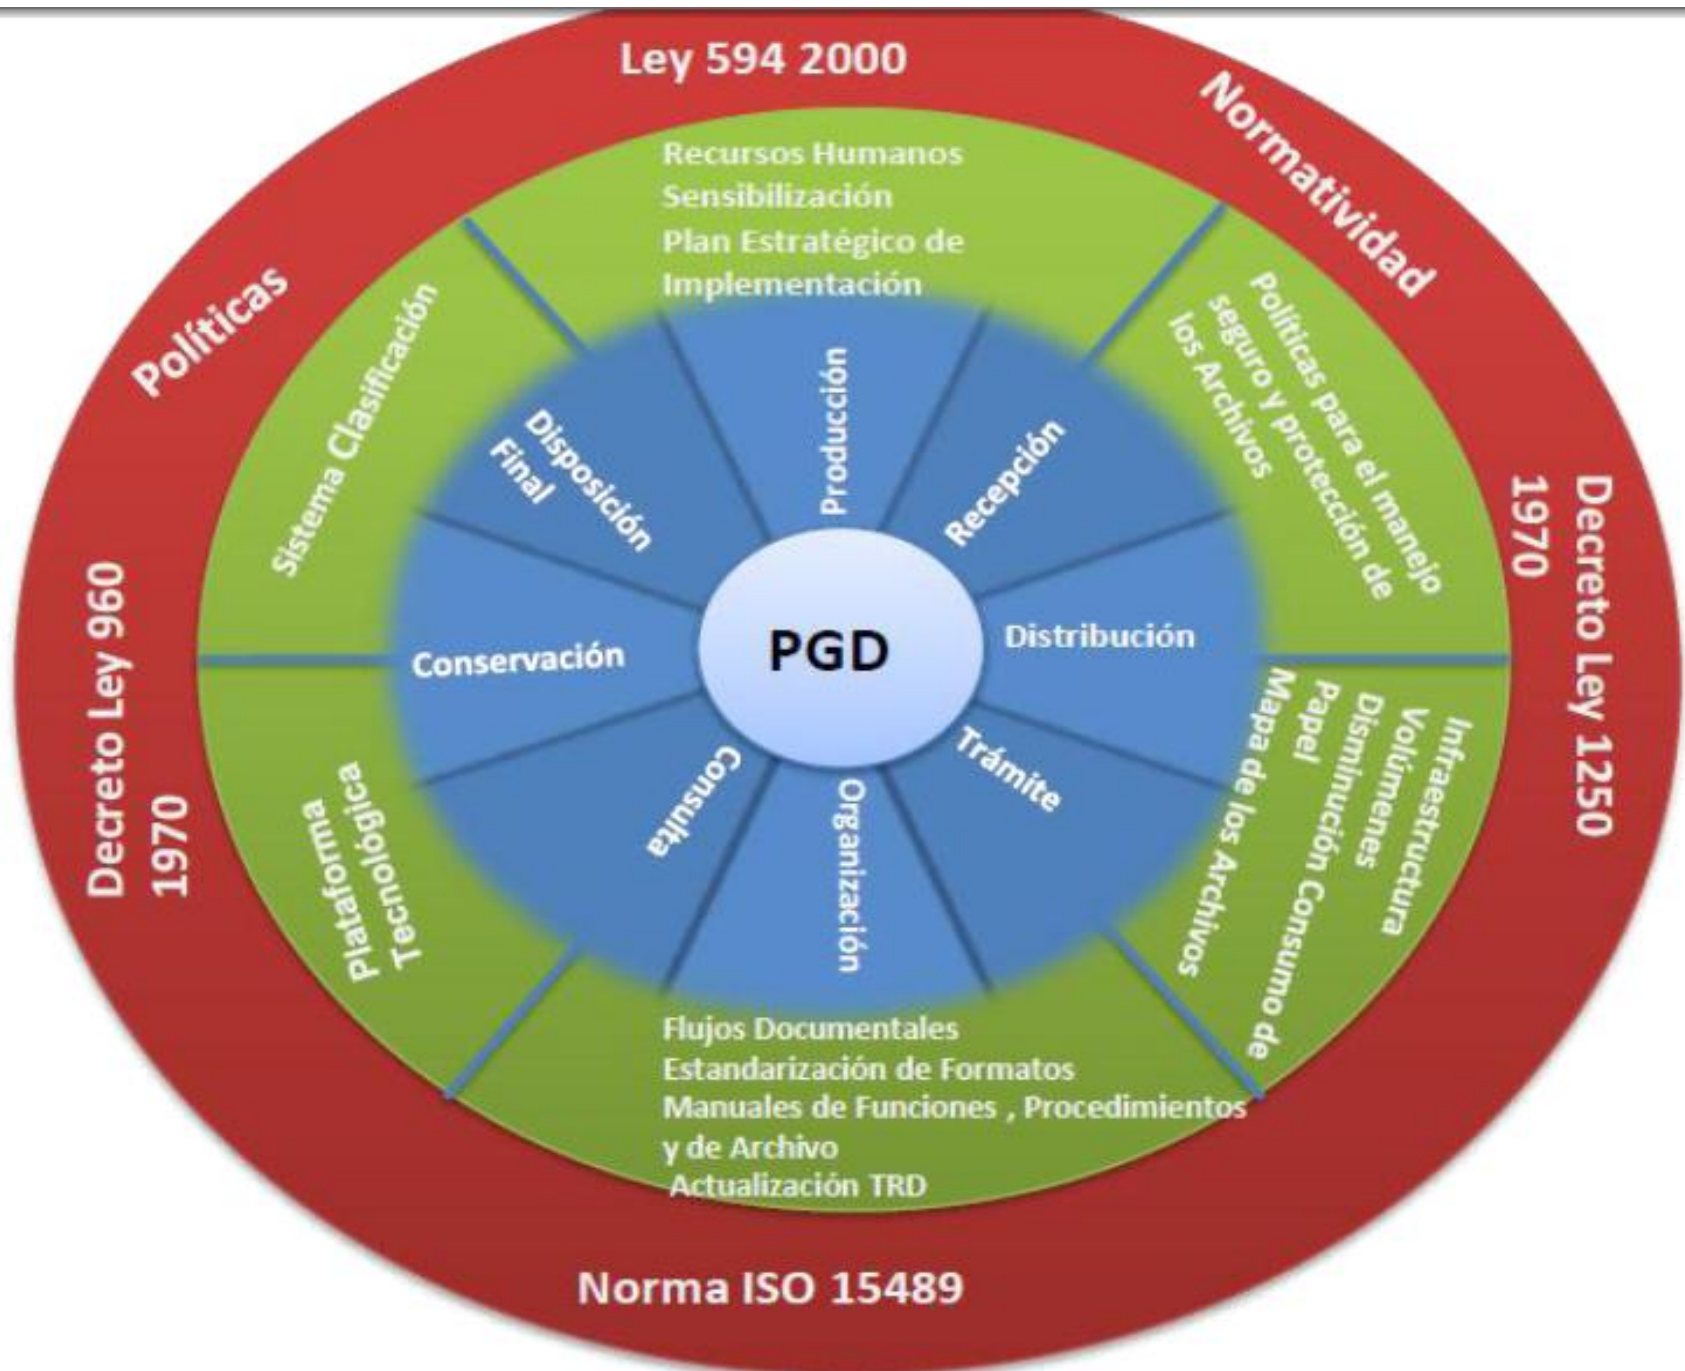 Ley 594 2000
Normatividad
Decreto Ley 1250
1970
Norma ISO 15489
Decreto Ley 960
1970
Políticas
Recursos Humanos
Sensibilización
Plan Estratégico de
Implementación
Políticas para el manejo
seguro y protección de
los Archivos
Infraestructura
Volúmenes
Disminución Consumo de
Papel
Mapa de los Archivos
Flujos Documentales
Estandarización de Formatos
Manuales de Funciones , Procedimientos
y de Archivo
Actualización TRD
Plataforma
Tecnológica
Sistema Clasificación
Producción
Recepción
Distribución
Trámite
Organización
Consulta
Conservación
Disposición
Final
PGD